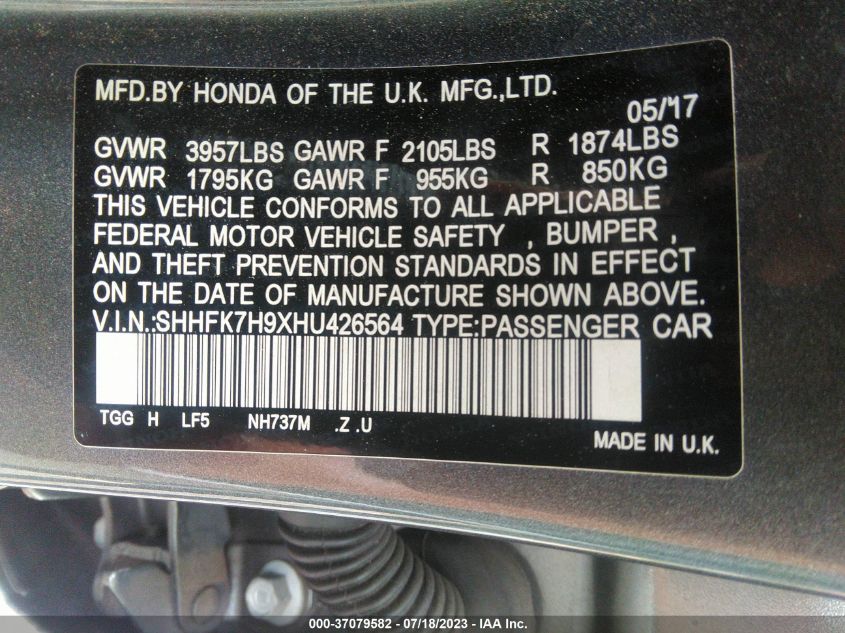 MFD.BY HONDA OF THE U.K. MFG.,LTD.
05/17
GVWR 3957LBS GAWR F 2105LBS R 1874LBS
GVWR 1795KG GAWR F 955KG R 850KG
THIS VEHICLE CONFORMS TO ALL APPLICABLE
FEDERAL MOTOR VEHICLE SAFETY , BUMPER ,
AND THEFT PREVENTION STANDARDS IN EFFECT
ON THE DATE OF MANUFACTURE SHOWN ABOVE.
V.I.N.:SHHFK7H9XHU426564 TYPE:PASSENGER CAR
TGG H LF5 NH737M .Z .U
MADE IN U.K.
000-37079582 - 07/18/2023 - IAA Inc.